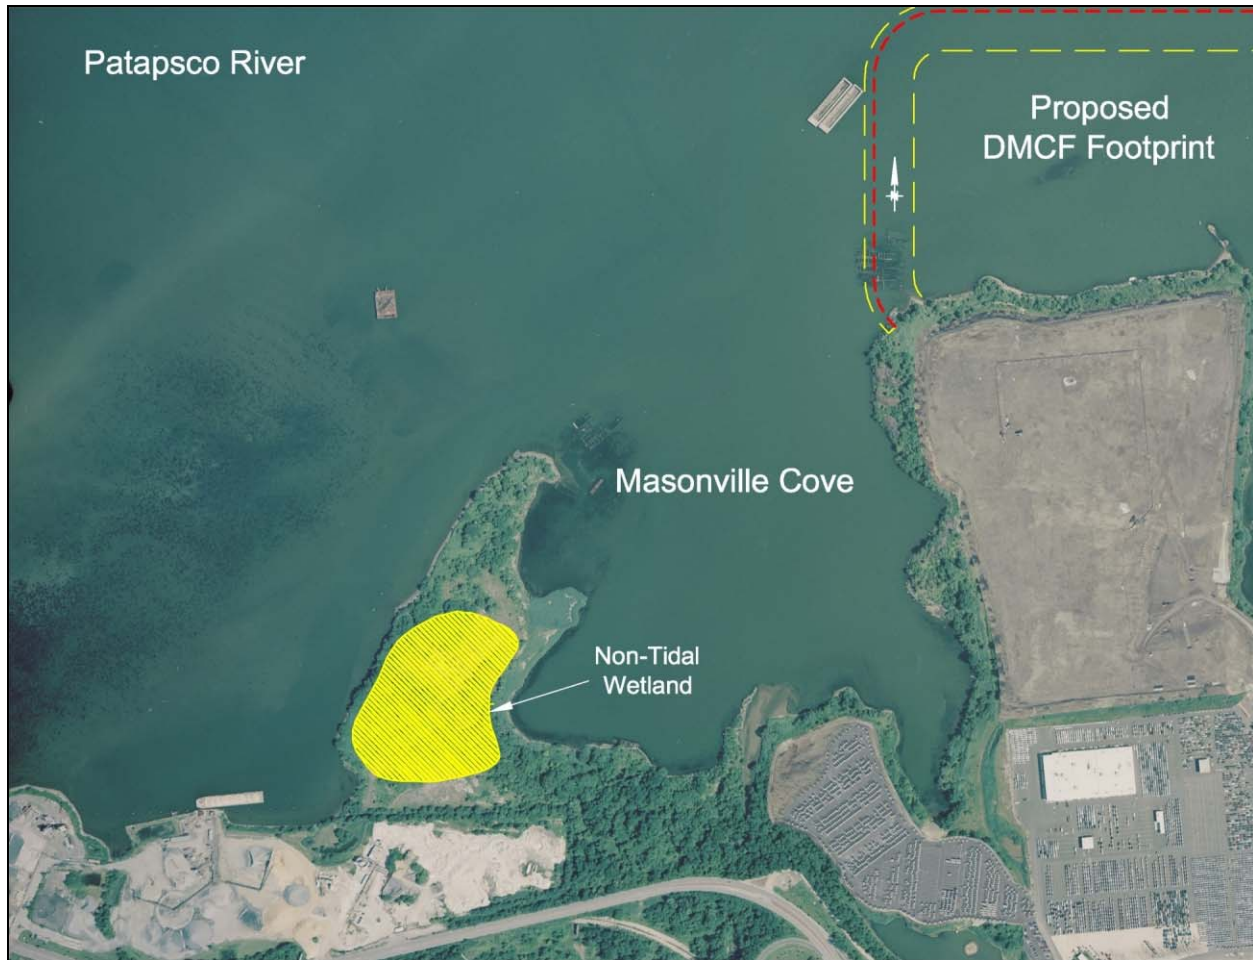 Patapsco River
Proposed
DMCF Footprint
Masonville Cove
Non-Tidal
Wetland